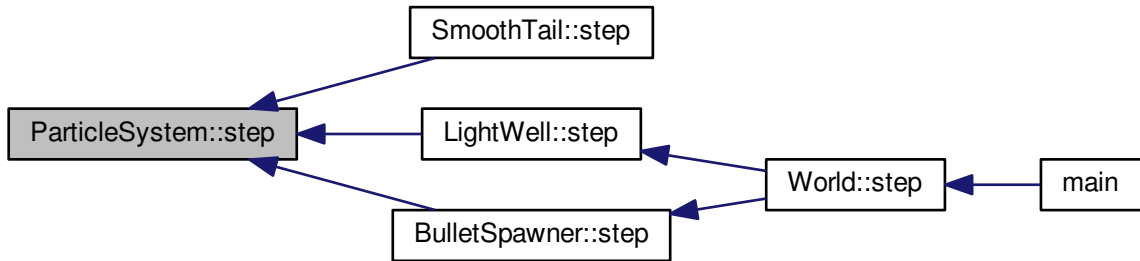 SmoothTail::step
ParticleSystem::step
LightWell::step
World::step
main
BulletSpawner::step